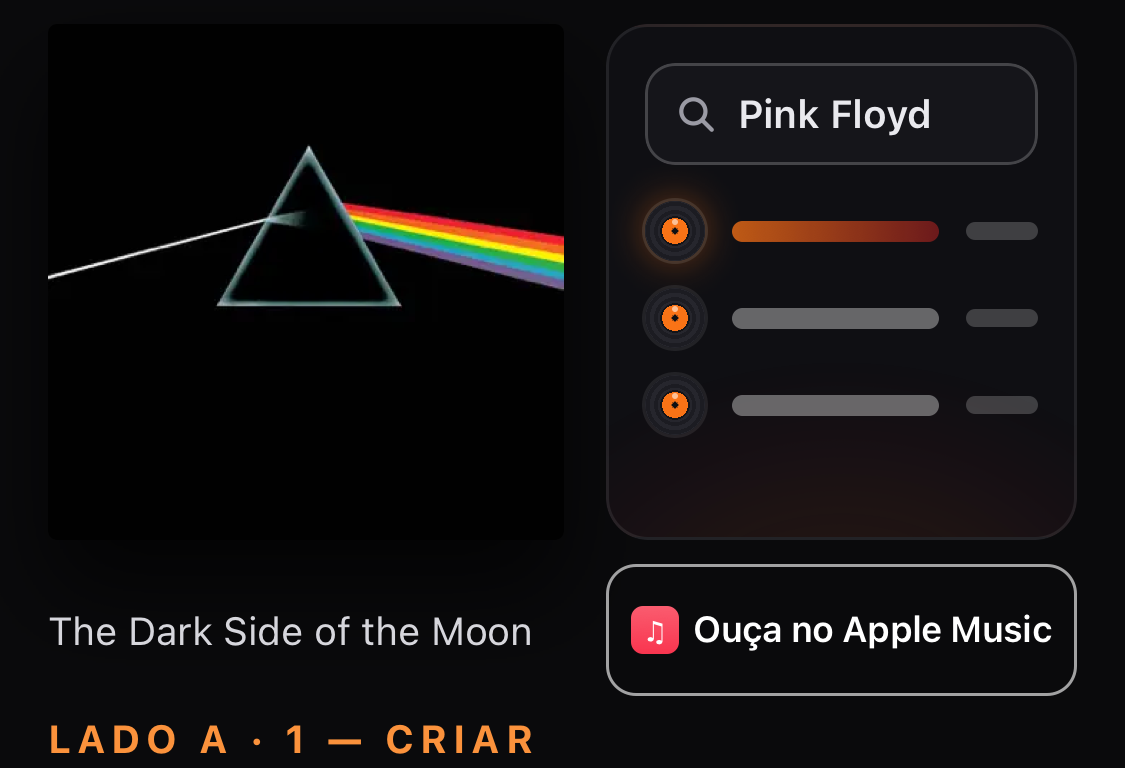 Pink Floyd
The Dark Side of the Moon
Ouça no Apple Music
LADO A · 1 — CRIAR